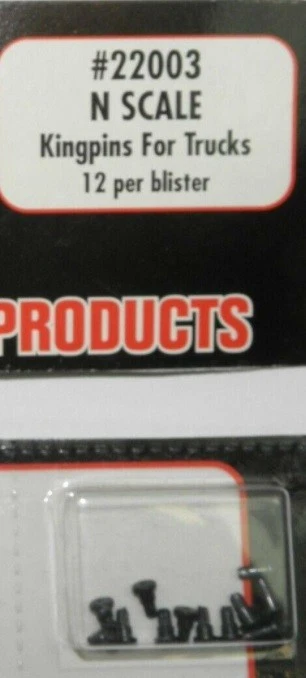 #22003
N SCALE
Kingpins For Trucks
12 per blister
PRODUCTS